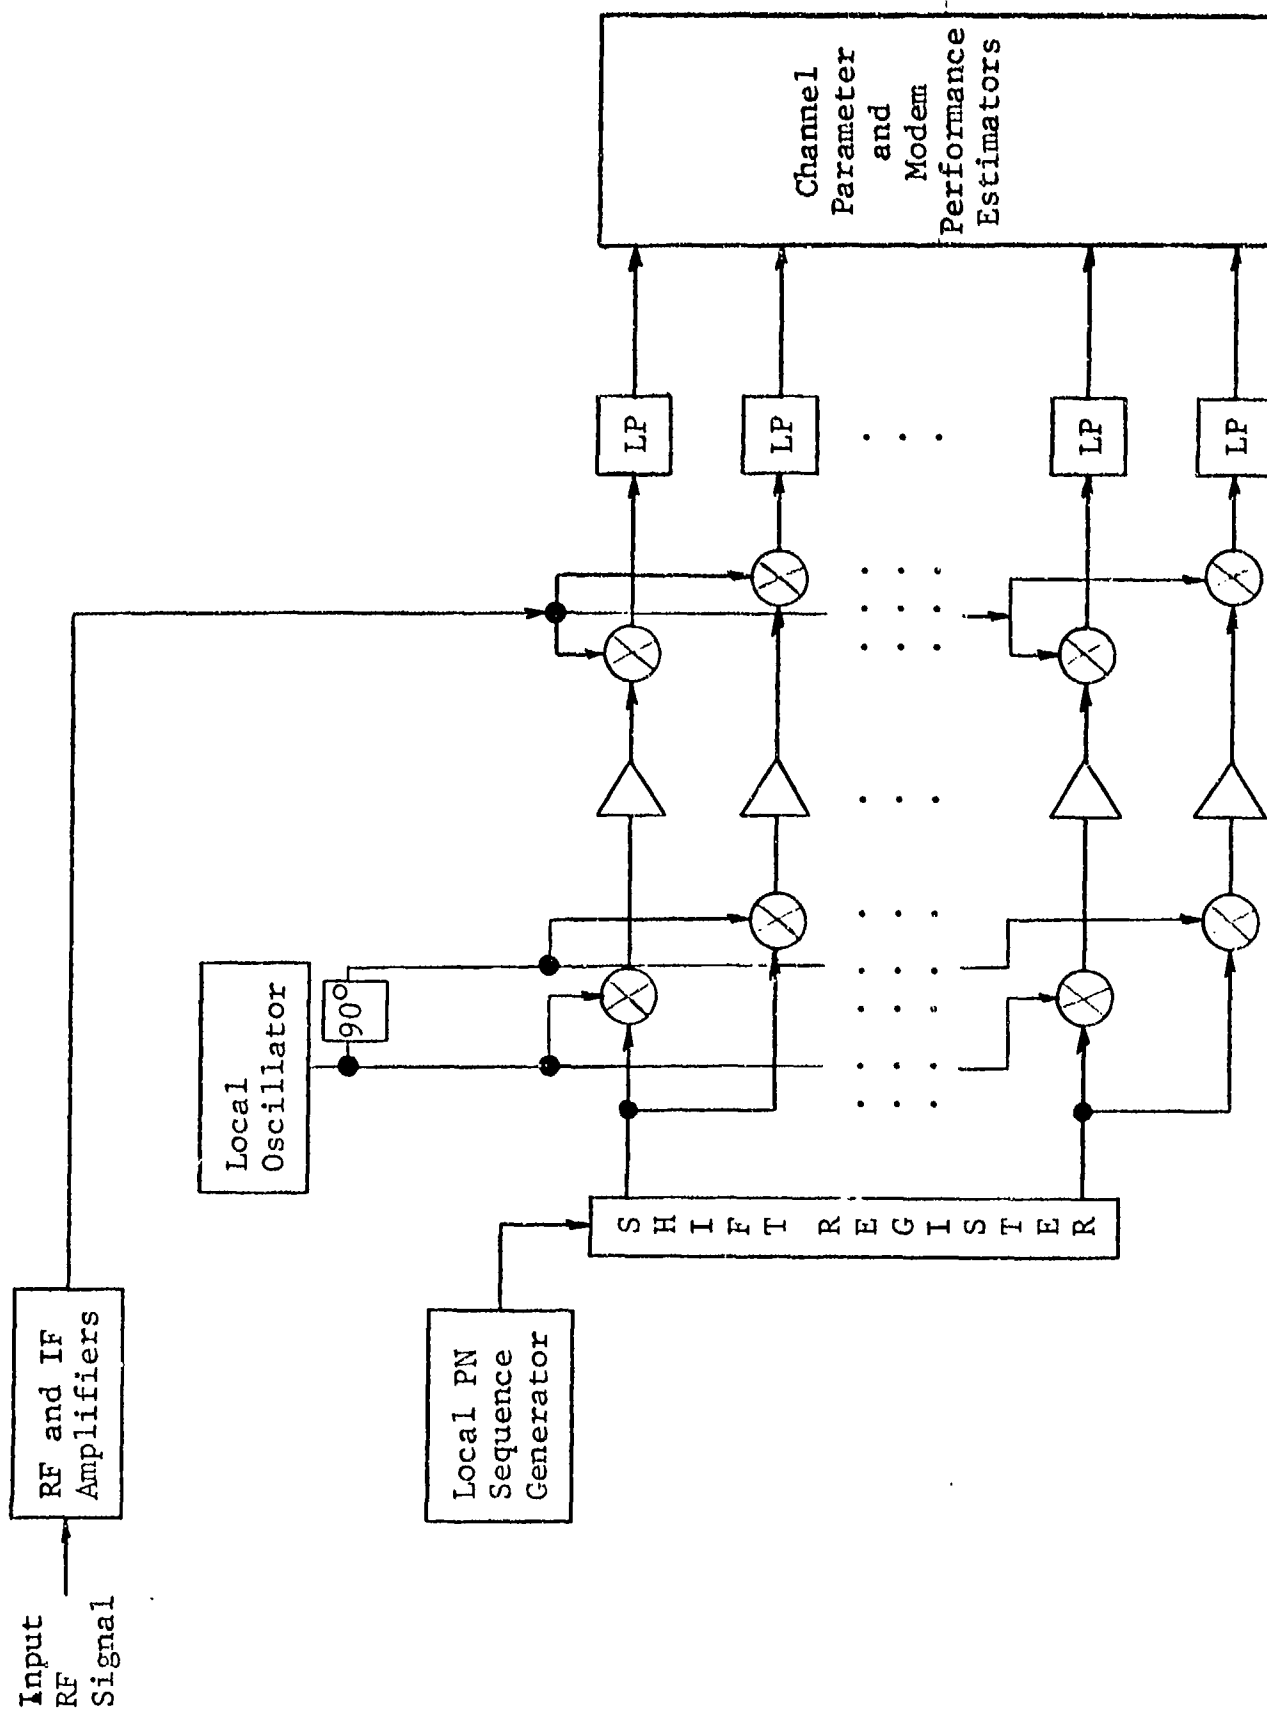 Input
RF
Signal
RF and IF
Amplifiers
Local
Oscillator
90°
Local PN
Sequence
Generator
SHIFT REGISTER
LP
LP
LP
LP
Channel
Parameter
and
Modem
Performance
Estimators